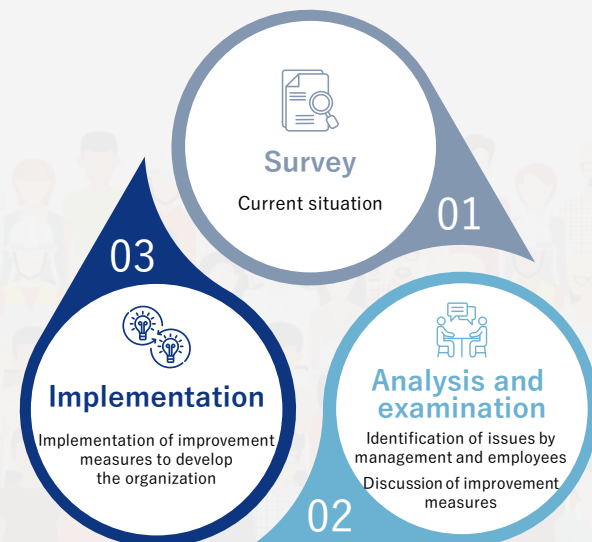 Survey
Current situation
01
Analysis and
examination
Identification of issues by
management and employees
Discussion of improvement
measures
02
03
Implementation
Implementation of improvement
measures to develop
the organization